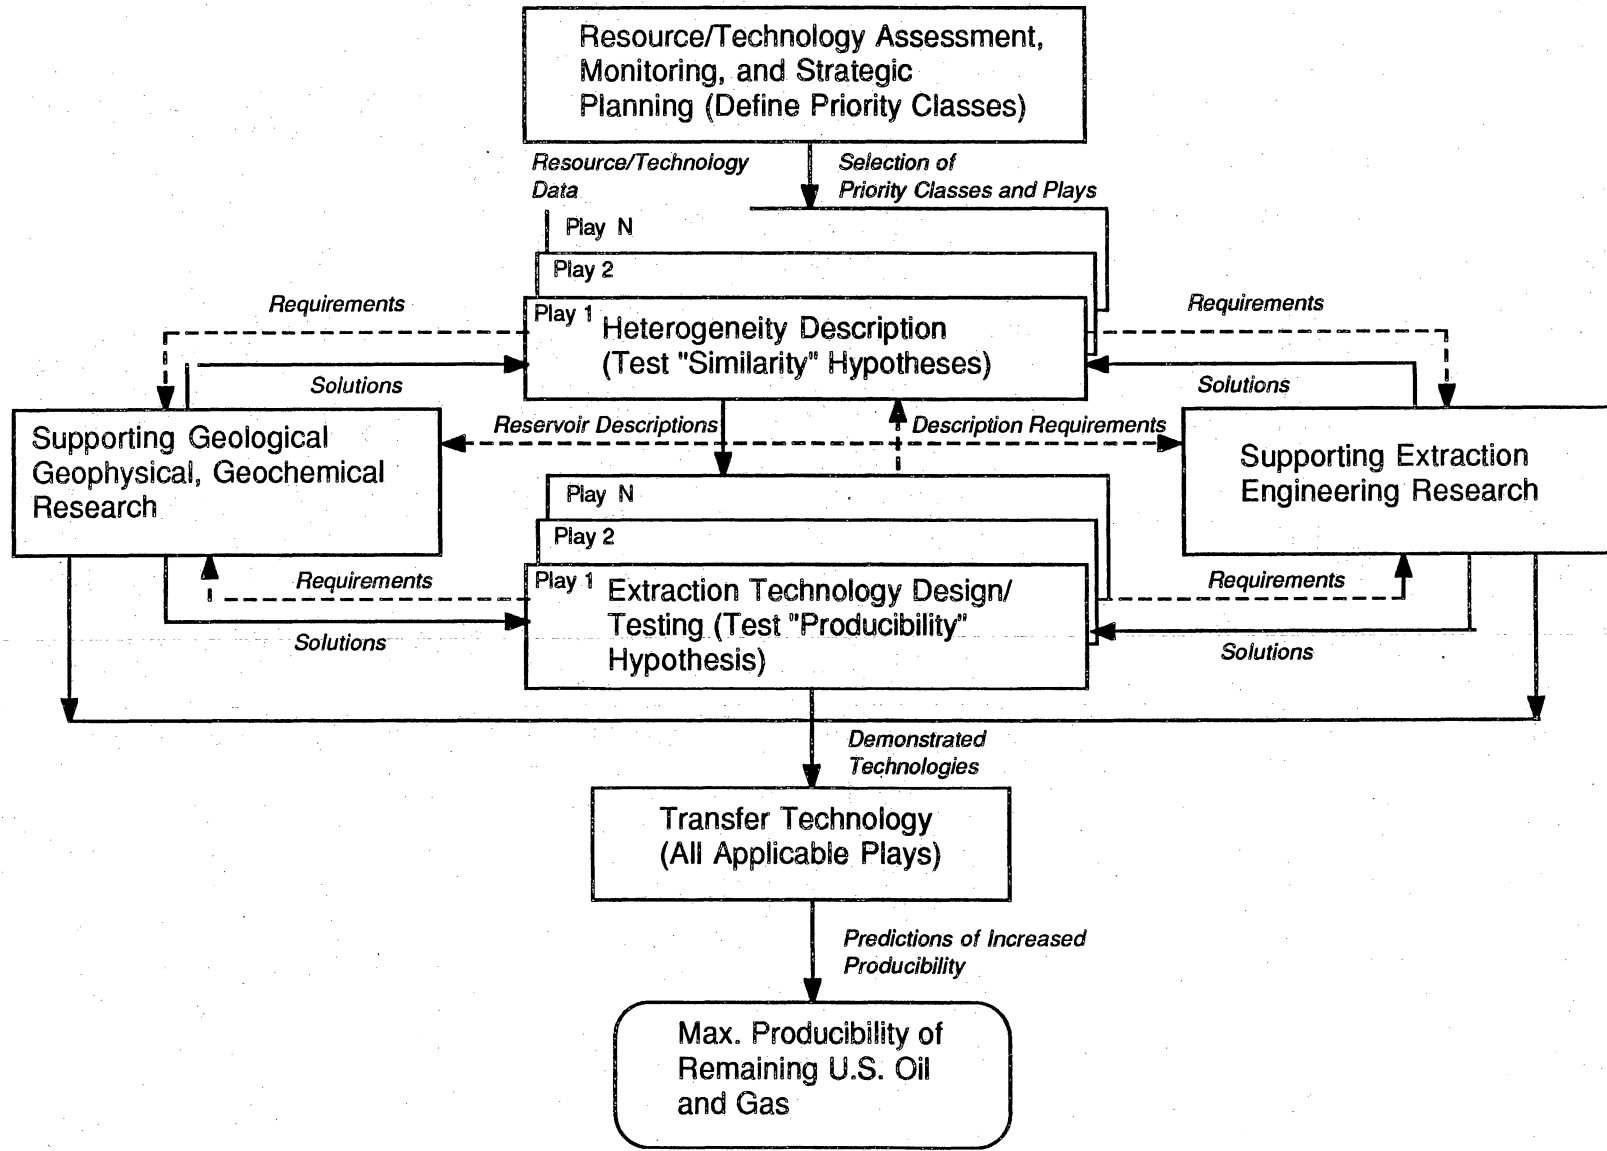 Resource/Technology Assessment,
Monitoring, and Strategic
Planning (Define Priority Classes)
Resource/Technology
Data
Selection of
Priority Classes and Plays
Play N
Play 2
Play 1
Heterogeneity Description
(Test "Similarity" Hypotheses)
Requirements
Requirements
Solutions
Solutions
Supporting Geological
Geophysical, Geochemical
Research
Reservoir Descriptions
Description Requirements
Supporting Extraction
Engineering Research
Play N
Play 2
Play 1
Extraction Technology Design/
Testing (Test "Producibility"
Hypothesis)
Requirements
Requirements
Solutions
Solutions
Demonstrated
Technologies
Transfer Technology
(All Applicable Plays)
Predictions of Increased
Producibility
Max. Producibility of
Remaining U.S. Oil
and Gas